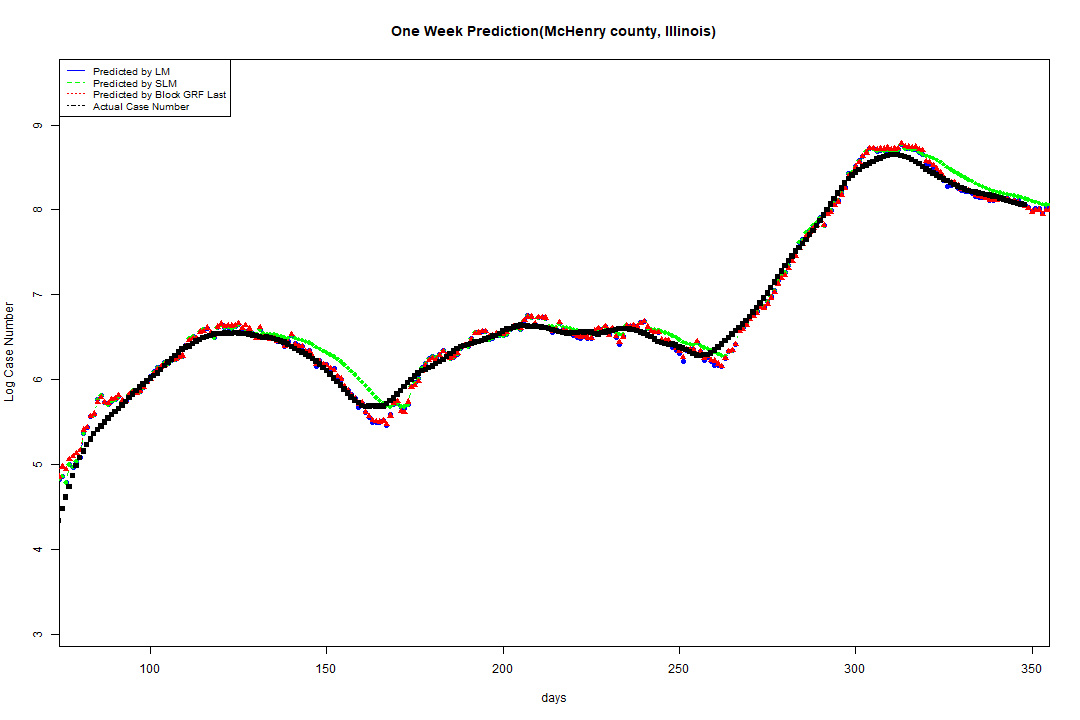 One Week Prediction(McHenry county, Illinois)
Predicted by LM
Predicted by SLM
Predicted by Block GRF Last
Actual Case Number
Log Case Number
9
8
7
6
5
4
3
100 150 200 250 300 350
days